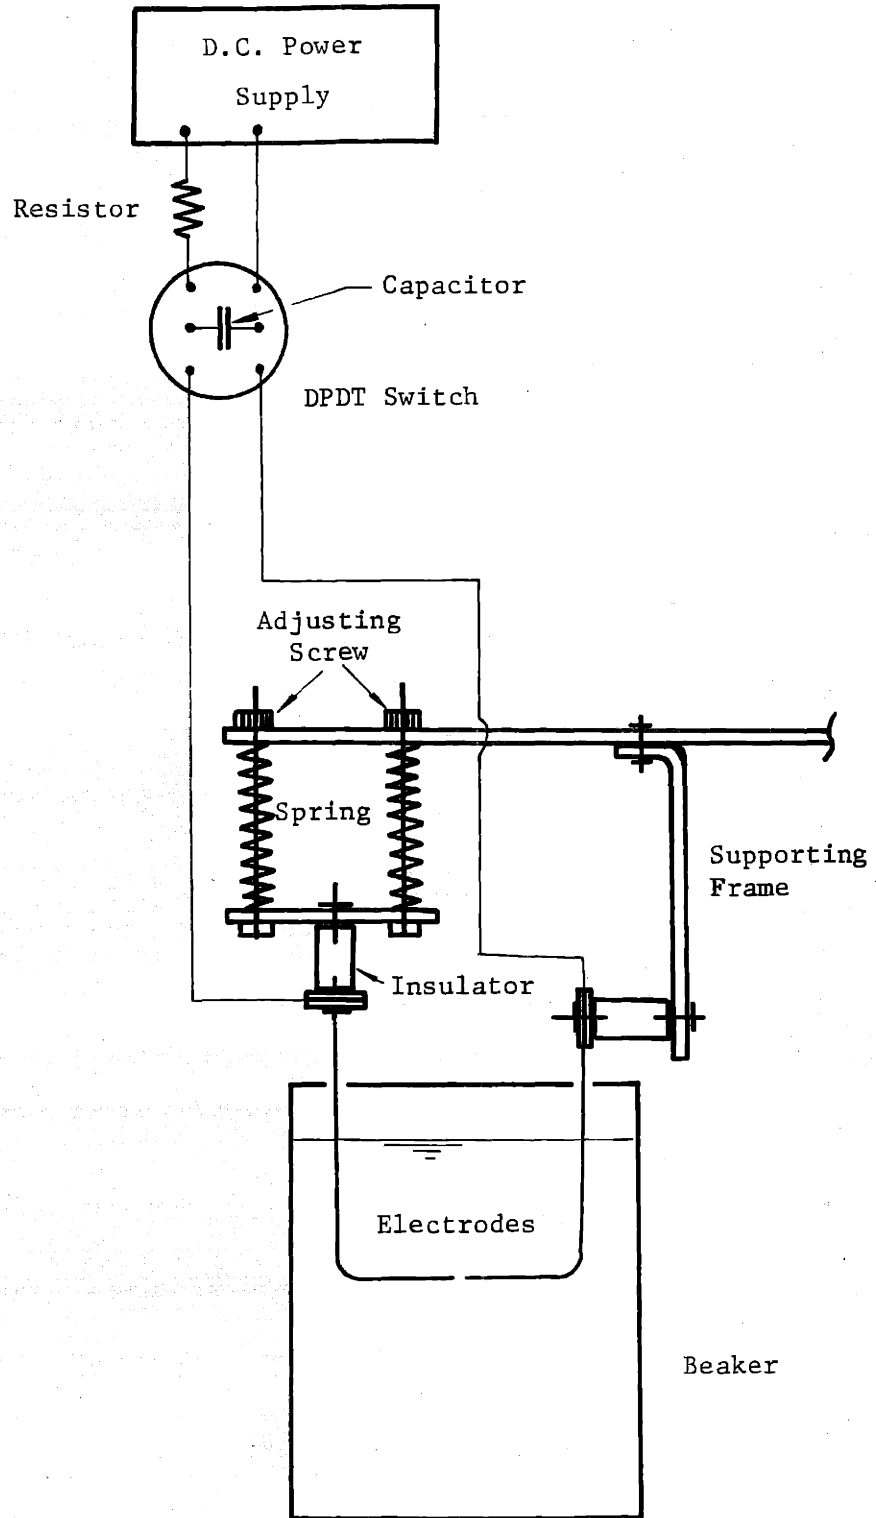 D.C. Power
Supply
Resistor
Capacitor
DPDT Switch
Adjusting
Screw
Spring
Supporting
Frame
Insulator
Electrodes
Beaker